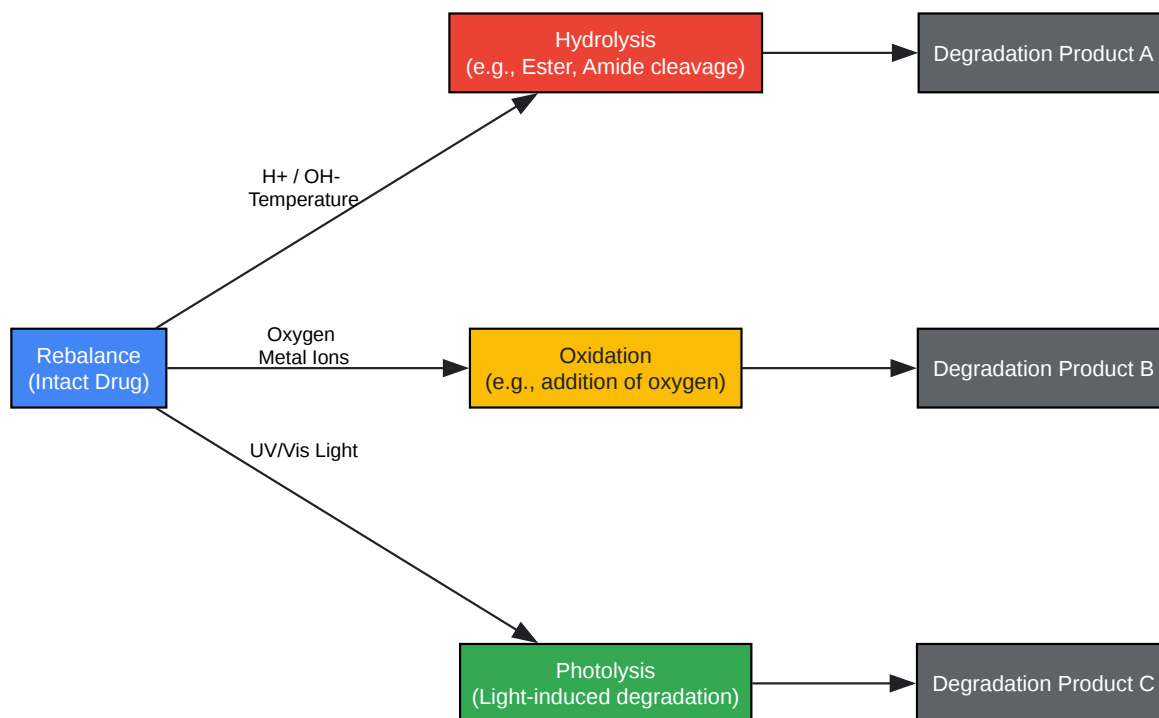 Hydrolysis
(e.g., Ester, Amide cleavage)
Degradation Product A
H+ / OH-
Temperature
Rebalance
(Intact Drug)
Oxygen
Metal Ions
Oxidation
(e.g., addition of oxygen)
Degradation Product B
UV/Vis Light
Photolysis
(Light-induced degradation)
Degradation Product C